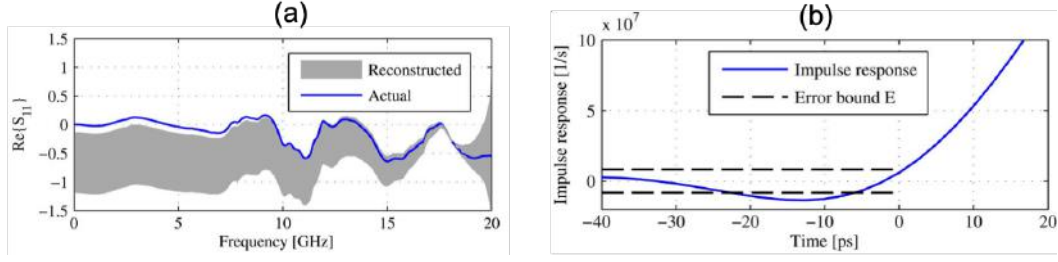 (a)
1.5
1
0.5
0
−0.5
−1
−1.5
Re{S11}
Reconstructed
Actual
0 5 10 15 20
Frequency [GHz]
(b)
x 10^7
10
5
0
Impulse response [1/s]
Impulse response
Error bound E
−40 −30 −20 −10 0 10 20
Time [ps]